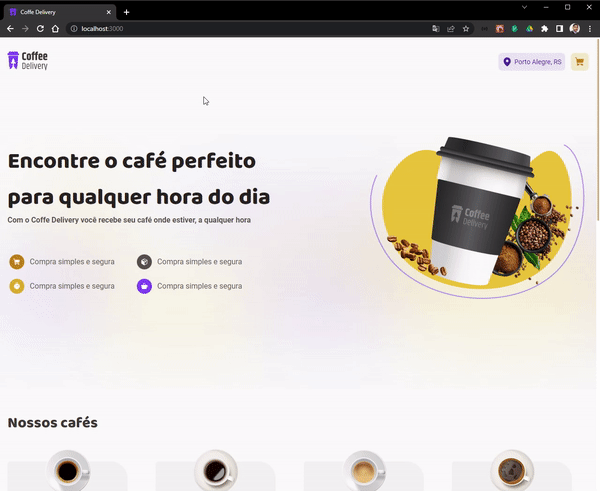 Coffe Delivery
localhost:3000
Coffee
Delivery
Porto Alegre, RS
Encontre o café perfeito
para qualquer hora do dia
Com o Coffe Delivery você recebe seu café onde estiver, a qualquer hora
Coffee
Delivery
Compra simples e segura
Compra simples e segura
Compra simples e segura
Compra simples e segura
Nossos cafés